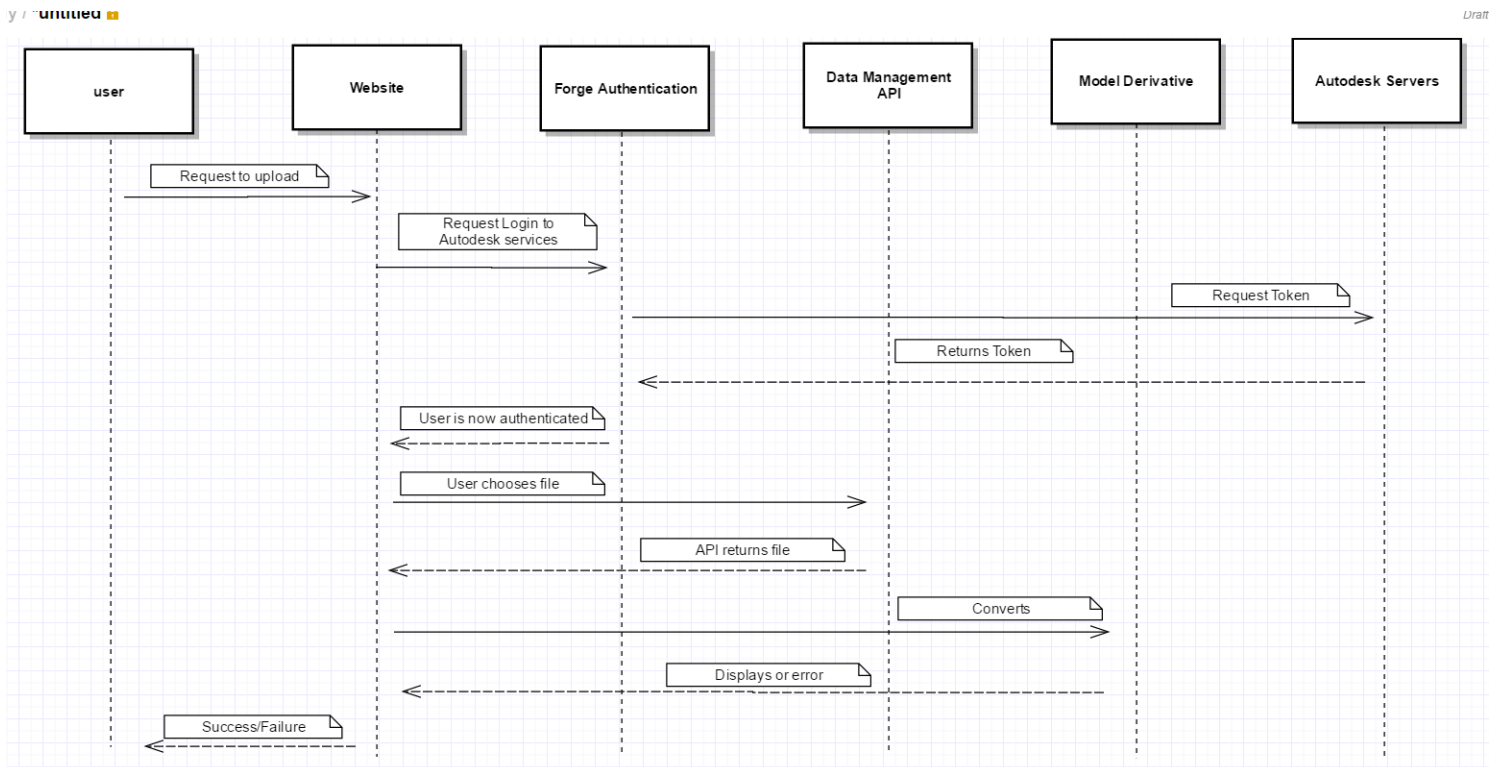 y / *untitled
Draft
user
Website
Forge Authentication
Data Management
API
Model Derivative
Autodesk Servers
Request to upload
Request Login to
Autodesk services
Request Token
Returns Token
User is now authenticated
User chooses file
API returns file
Converts
Displays or error
Success/Failure